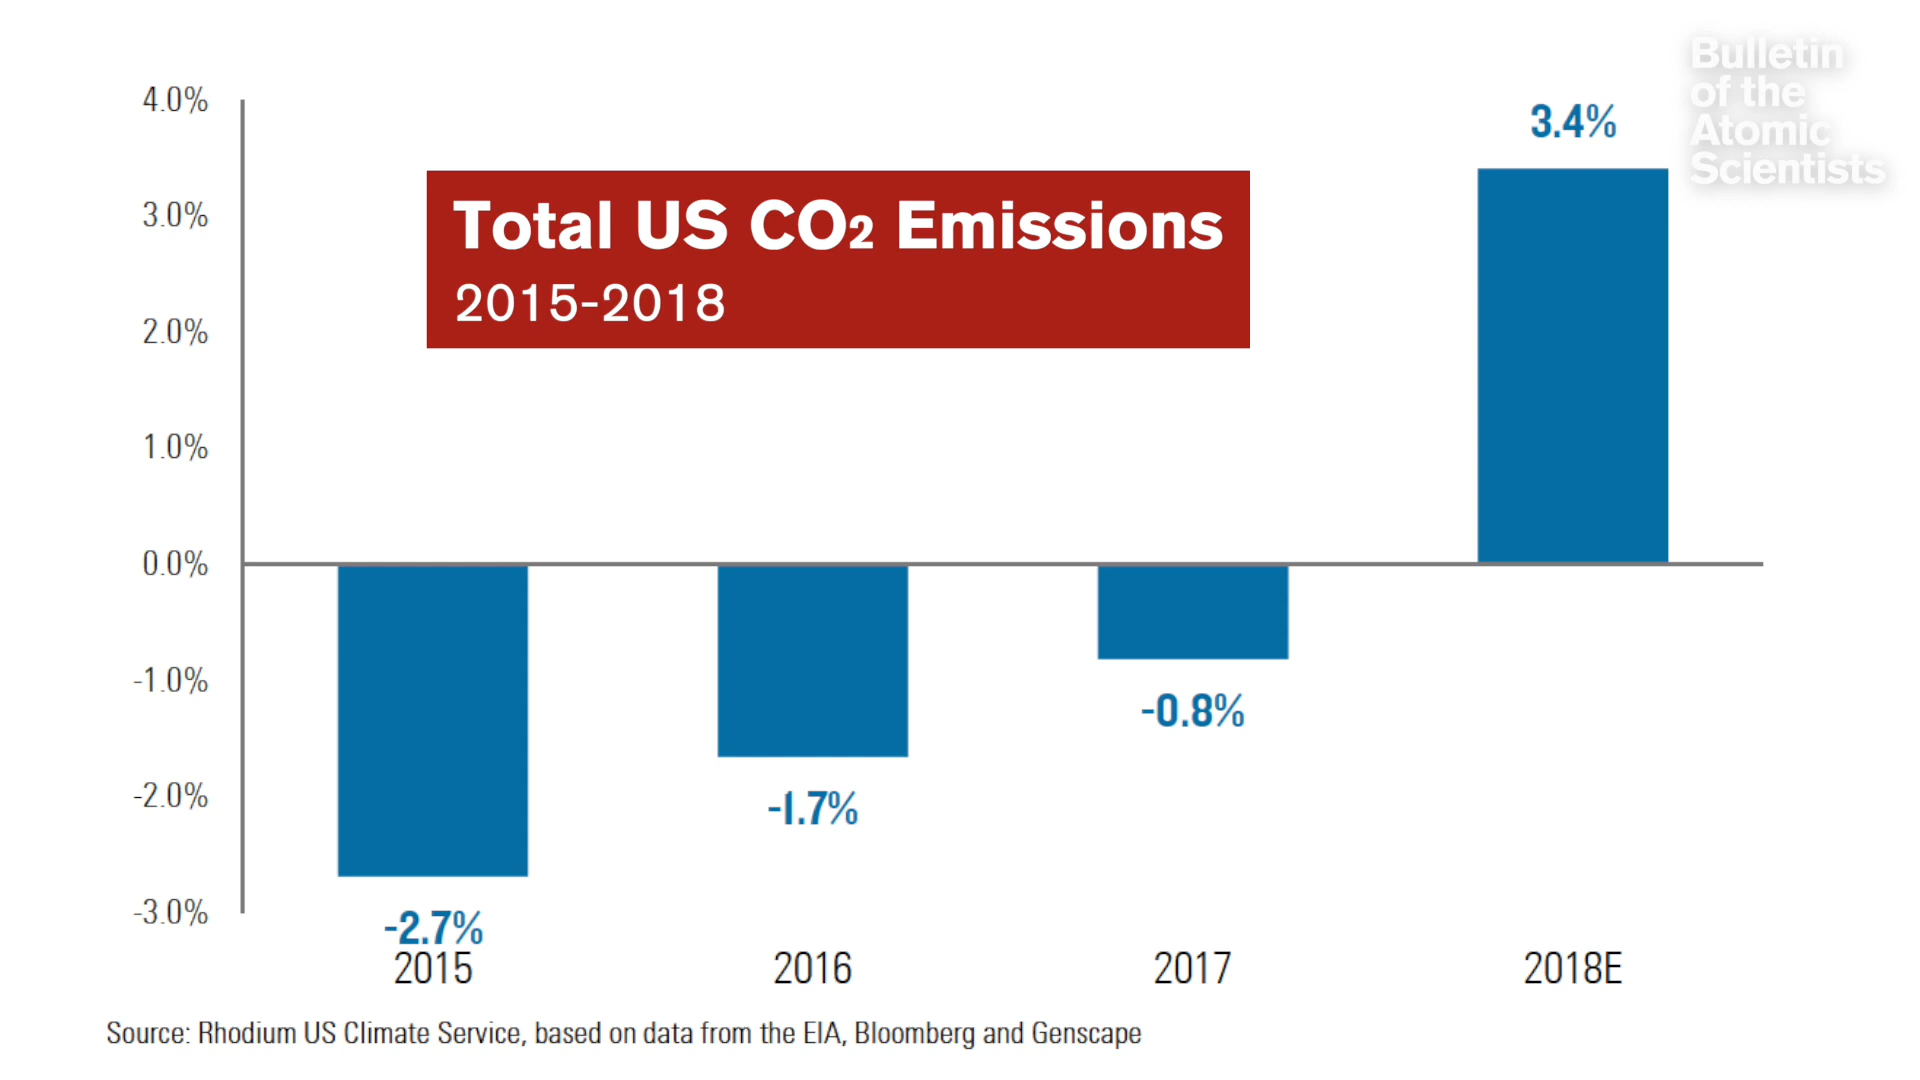 Bulletin
of the
Atomic
Scientists
Total US CO₂ Emissions
2015-2018
4.0%
3.0%
2.0%
1.0%
0.0%
-1.0%
-2.0%
-3.0%
3.4%
-0.8%
-1.7%
-2.7%
2015
2016
2017
2018E
Source: Rhodium US Climate Service, based on data from the EIA, Bloomberg and Genscape